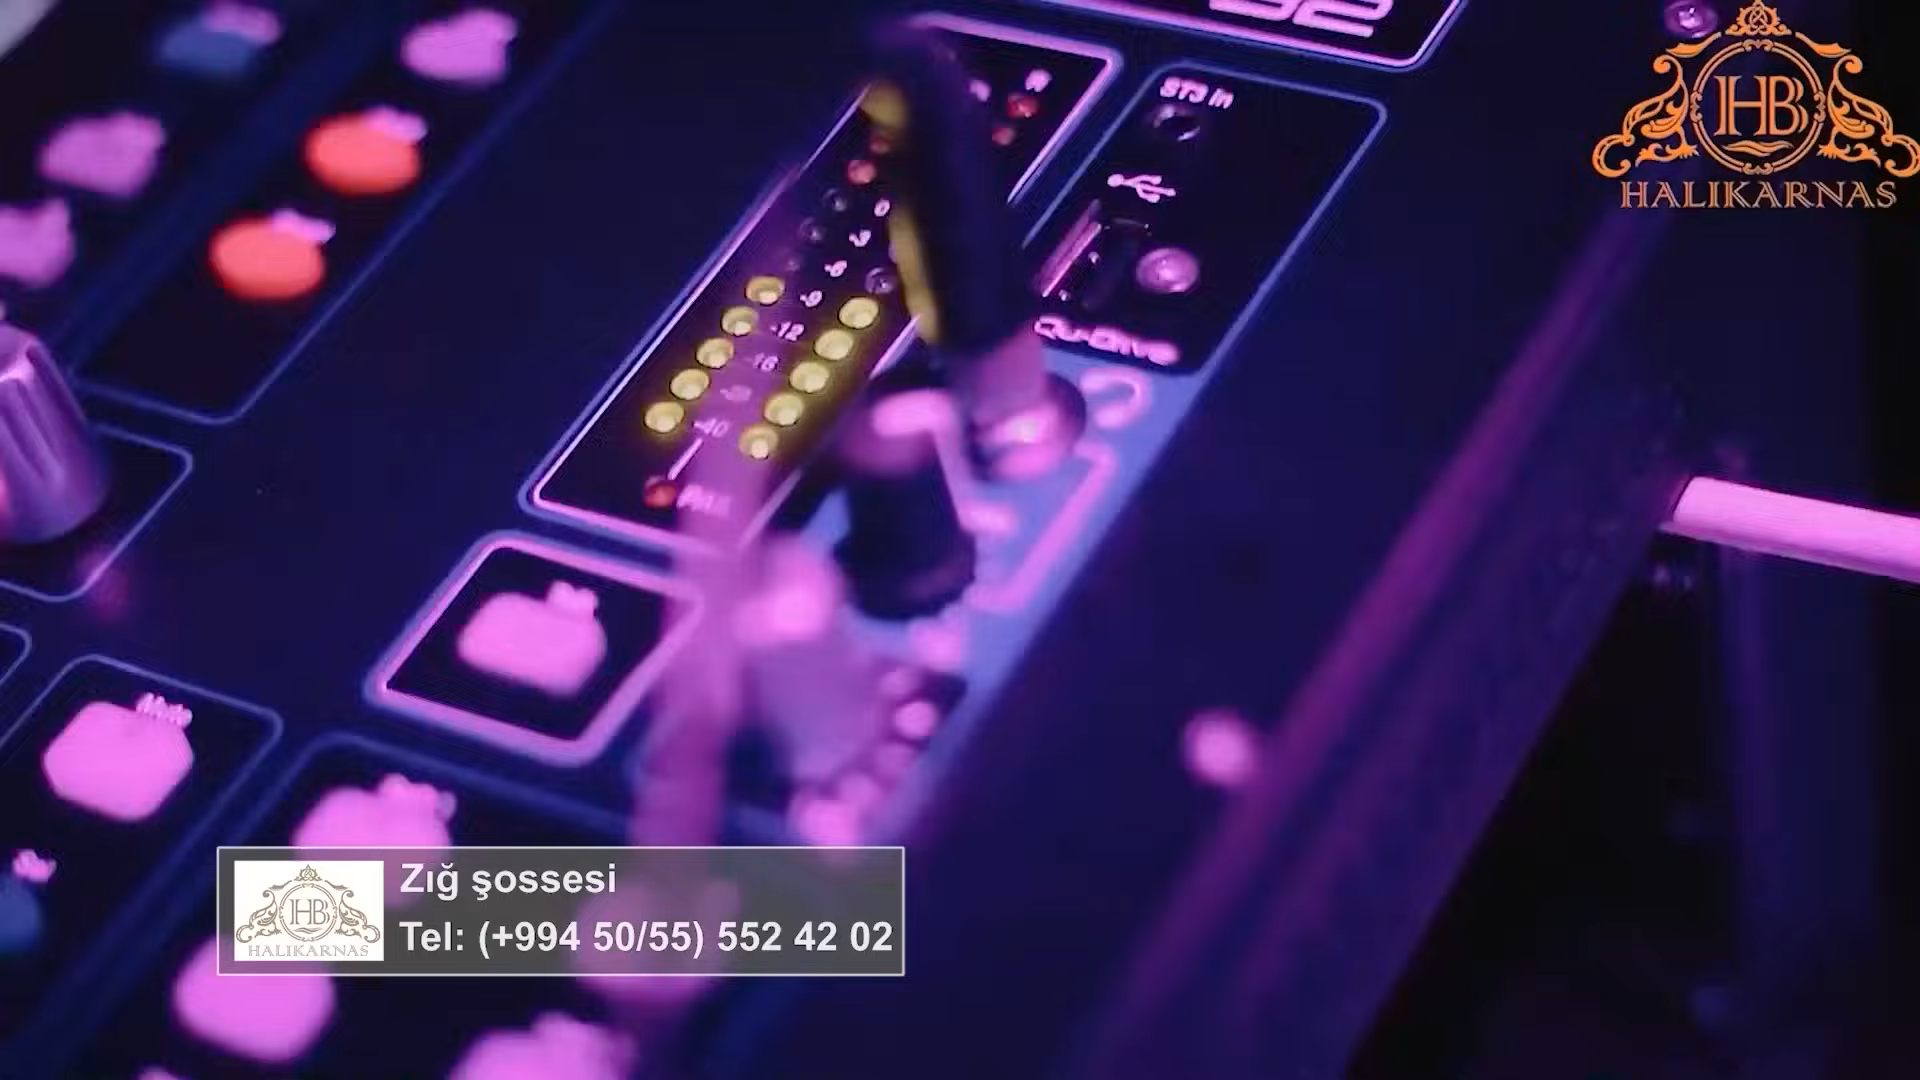 32
ST3 in
R
0
-3
-6
-9
-12
-16
-40
Qu-Drive
Mute
HB
HALIKARNAS
HB
HALIKARNAS
Zığ şossesi
Tel: (+994 50/55) 552 42 02